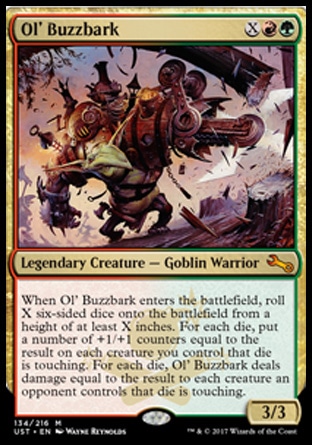 Ol' Buzzbark X
Legendary Creature — Goblin Warrior
When Ol' Buzzbark enters the battlefield, roll
X six-sided dice onto the battlefield from a
height of at least X inches. For each die, put
a number of +1/+1 counters equal to the
result on each creature you control that die
is touching. For each die, Ol' Buzzbark deals
damage equal to the result to each creature an
opponent controls that die is touching.
3/3
134/216 M
UST • EN Wayne Reynolds
™ & © 2017 Wizards of the Coast